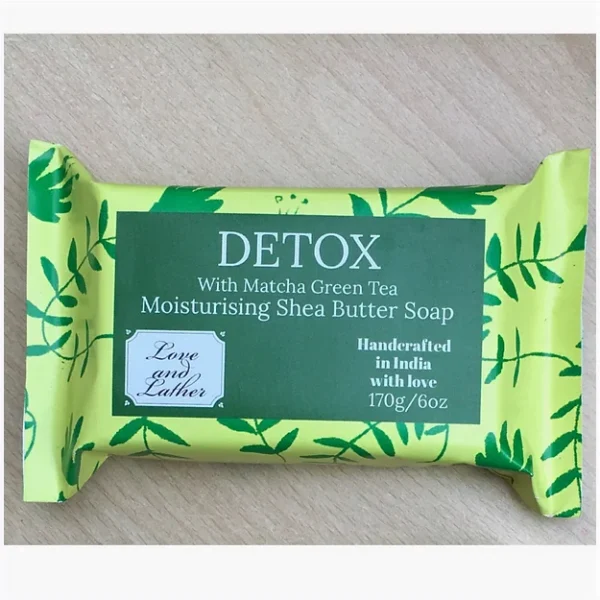 DETOX
With Matcha Green Tea
Moisturising Shea Butter Soap
Love
and
Lather
Handcrafted
in India
with love
170g/6oz